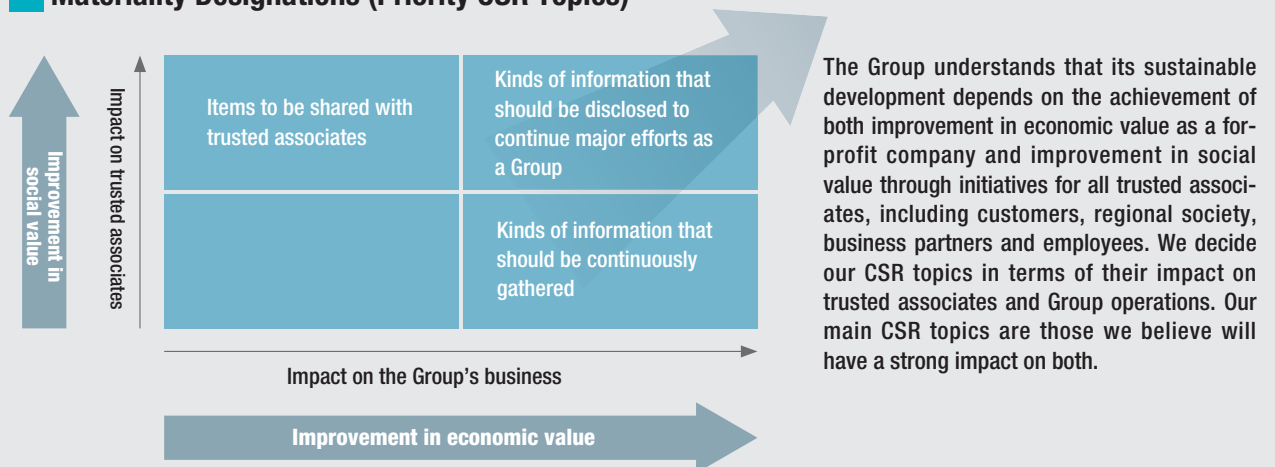 Materiality Designations (Priority CSR Topics)
Improvement in
social value
Impact on trusted associates
Items to be shared with
trusted associates
Kinds of information that
should be disclosed to
continue major efforts as
a Group
Kinds of information that
should be continuously
gathered
Impact on the Group's business
Improvement in economic value
The Group understands that its sustainable
development depends on the achievement of
both improvement in economic value as a for-
profit company and improvement in social
value through initiatives for all trusted associ-
ates, including customers, regional society,
business partners and employees. We decide
our CSR topics in terms of their impact on
trusted associates and Group operations. Our
main CSR topics are those we believe will
have a strong impact on both.